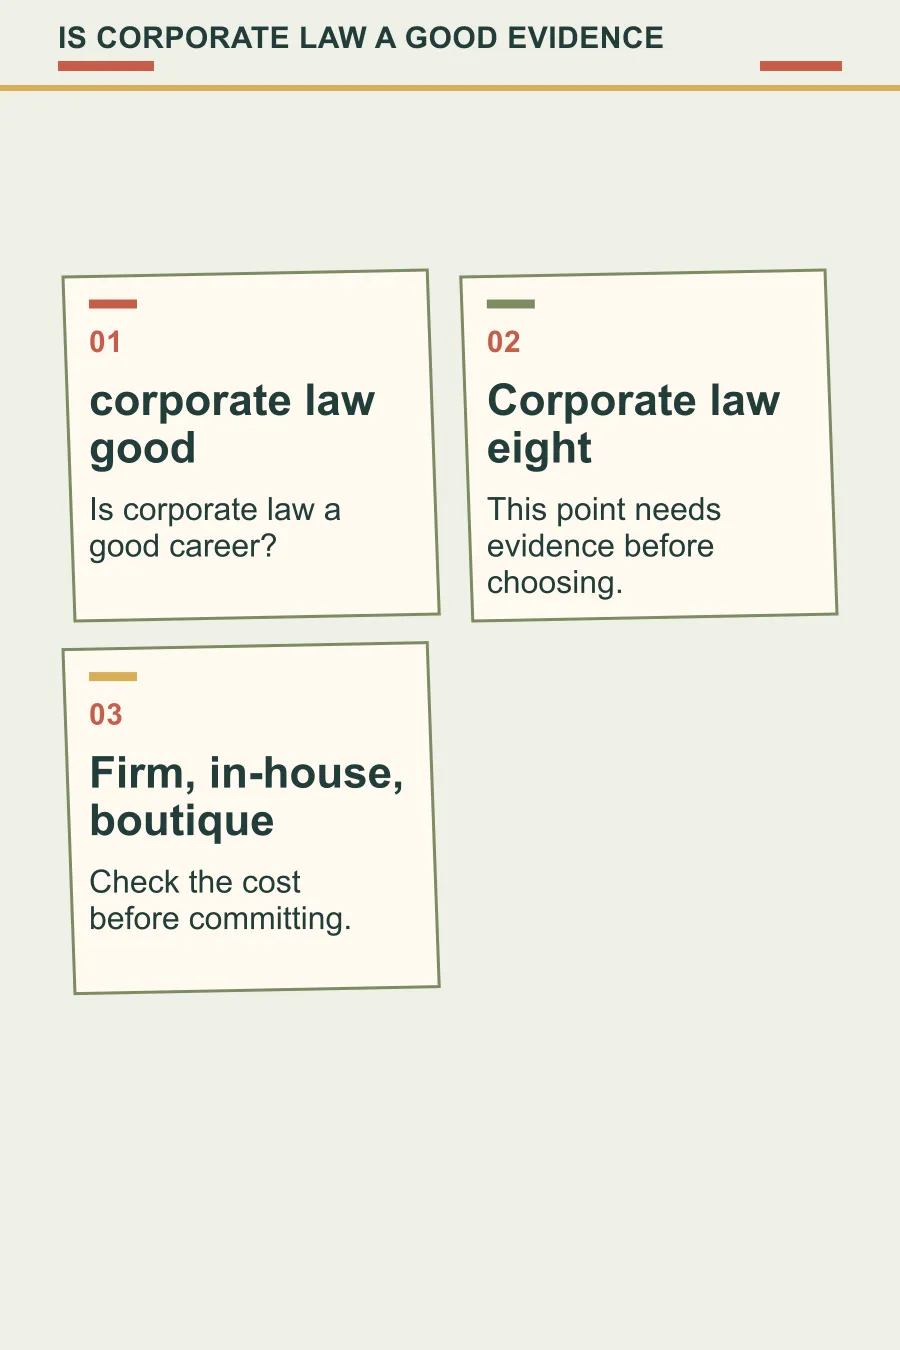 IS CORPORATE LAW A GOOD EVIDENCE
01
corporate law
good
Is corporate law a
good career?
02
Corporate law
eight
This point needs
evidence before
choosing.
03
Firm, in-house,
boutique
Check the cost
before committing.